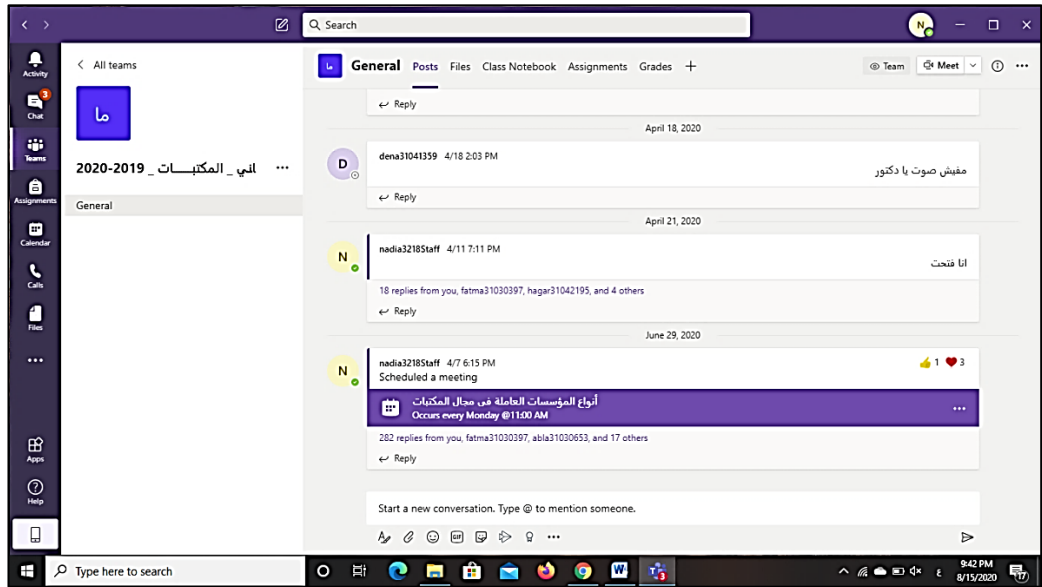 Search
N
Activity
3
Chat
Teams
Assignments
Calendar
Calls
Files
Apps
Help
All teams
ما
اني _ المكتبـــــات _ 2019-2020
General
General Posts Files Class Notebook Assignments Grades +
Team
Meet
Reply
April 18, 2020
D
dena31041359 4/18 2:03 PM
مفيش صوت يا دكتور
Reply
April 21, 2020
N
nadia3218Staff 4/11 7:11 PM
انا فتحت
18 replies from you, fatma31030397, hagar31042195, and 4 others
Reply
June 29, 2020
N
nadia3218Staff 4/7 6:15 PM
1 3
Scheduled a meeting
أنواع المؤسسات العاملة فى مجال المكتبات
Occurs every Monday @11:00 AM
282 replies from you, fatma31030397, abla31030653, and 17 others
Reply
Start a new conversation. Type @ to mention someone.
GIF
Type here to search
W
3
ع
9:42 PM
8/15/2020
17